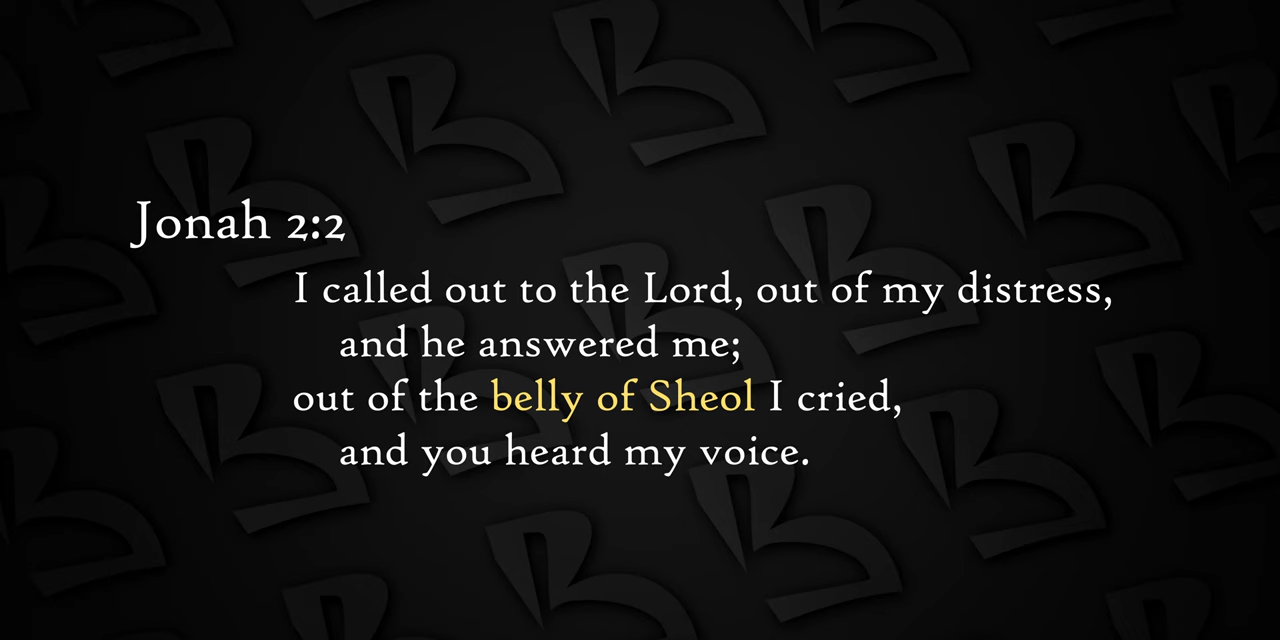 Jonah 2:2
I called out to the Lord, out of my distress,
and he answered me;
out of the belly of Sheol I cried,
and you heard my voice.